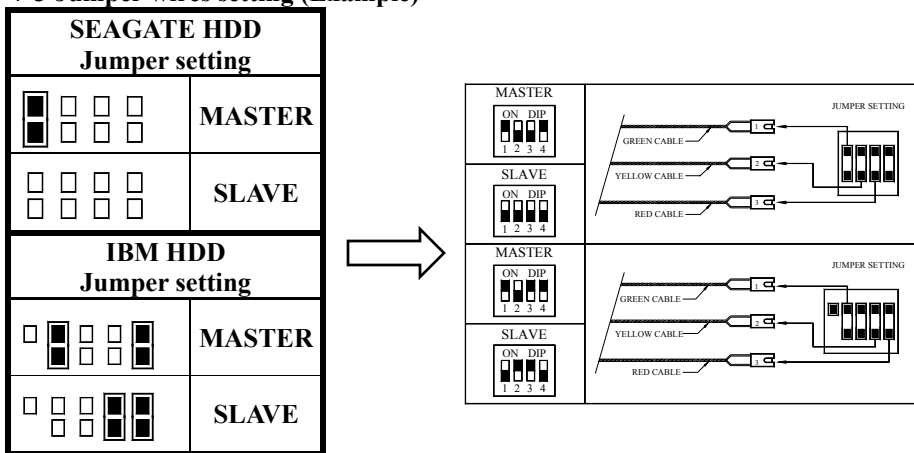 SEAGATE HDD
Jumper setting
MASTER
SLAVE
IBM HDD
Jumper setting
MASTER
SLAVE
MASTER
ON DIP
1 2 3 4
SLAVE
ON DIP
1 2 3 4
MASTER
ON DIP
1 2 3 4
SLAVE
ON DIP
1 2 3 4
JUMPER SETTING
1
GREEN CABLE
2
YELLOW CABLE
3
RED CABLE
JUMPER SETTING
1
GREEN CABLE
2
YELLOW CABLE
3
RED CABLE